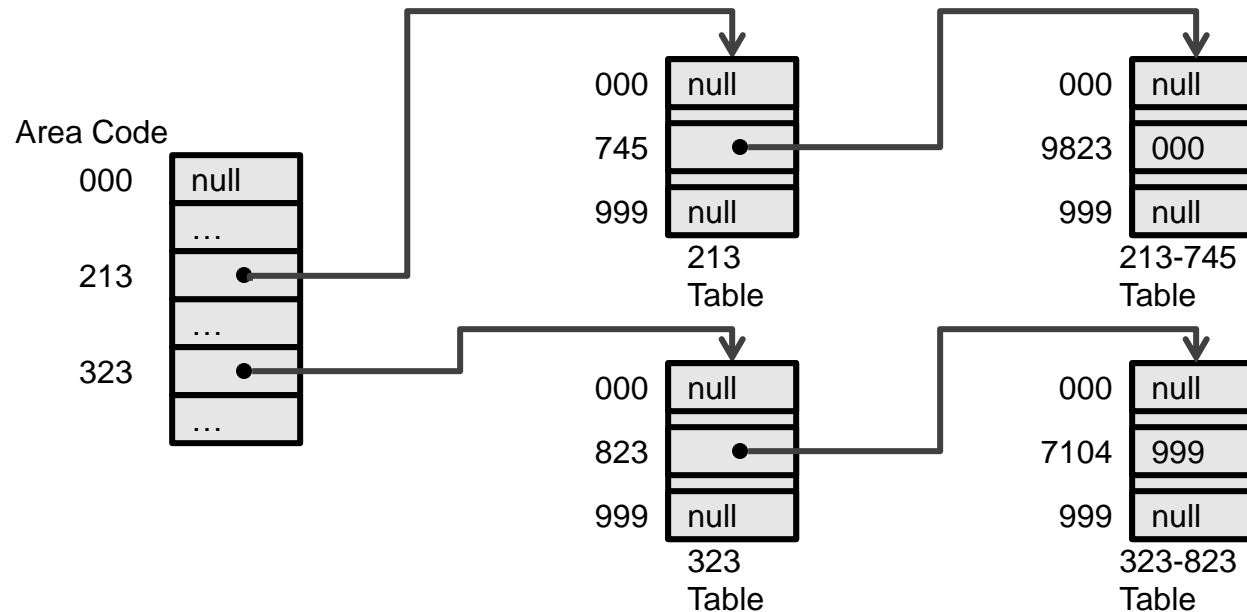 Area Code
000 null
…
213
…
323
…
000 null
745
999 null
213
Table
000 null
9823 000
999 null
213-745
Table
000 null
823
999 null
323
Table
000 null
7104 999
999 null
323-823
Table